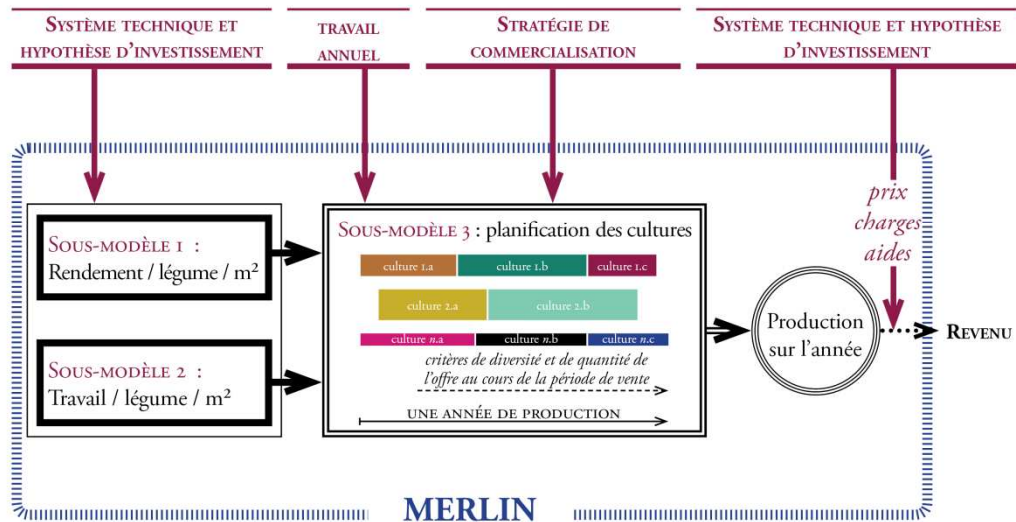 Système technique et
hypothèse d'investissement
travail
annuel
Stratégie de
commercialisation
Système technique et hypothèse
d'investissement
prix
charges
aides
Sous-modèle 1 :
Rendement / légume / m²
Sous-modèle 2 :
Travail / légume / m²
Sous-modèle 3 : planification des cultures
culture 1.a
culture 1.b
culture 1.c
culture 2.a
culture 2.b
culture n.a
culture n.b
culture n.c
critères de diversité et de quantité de
l'offre au cours de la période de vente
une année de production
Production
sur l'année
Revenu
MERLIN